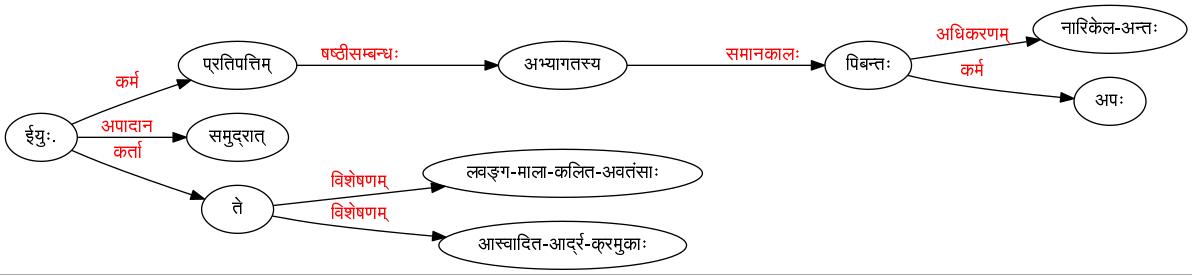 नारिकेल-अन्तः
अधिकरणम्
प्रतिपत्तिम् षष्ठीसम्बन्धः अभ्यागतस्य समानकालः पिबन्तः
कर्म
कर्म
अपः
ईयुः. अपादान समुद्रात्
कर्ता
लवङ्ग-माला-कलित-अवतंसाः
विशेषणम्
ते
विशेषणम्
आस्वादित-आर्द्र-क्रमुकाः